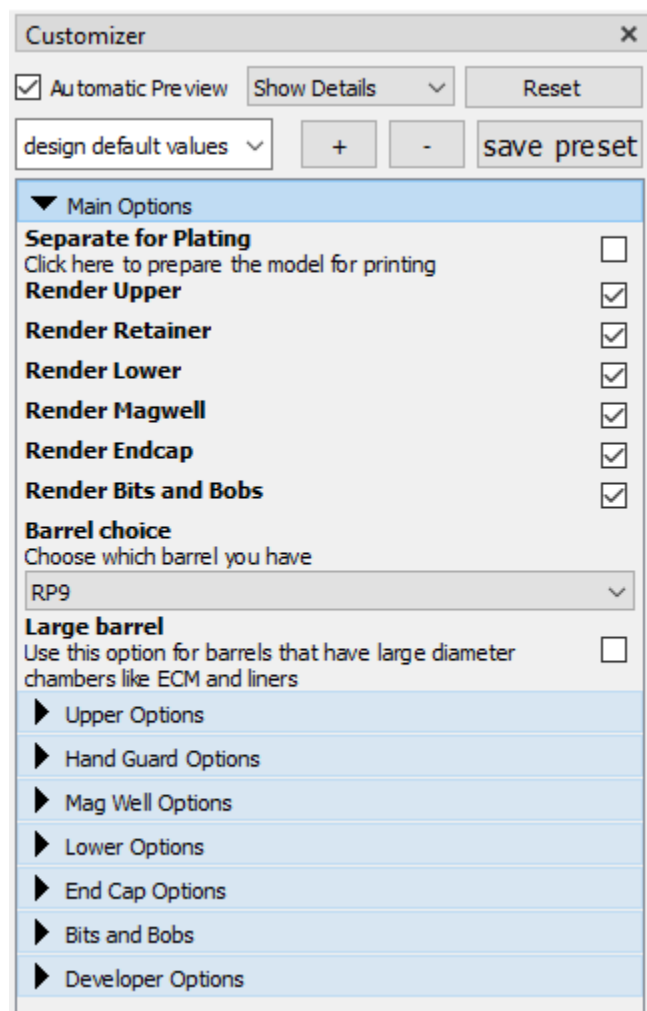 Customizer
Automatic Preview Show Details Reset
design default values + - save preset
Main Options
Separate for Plating
Click here to prepare the model for printing
Render Upper
Render Retainer
Render Lower
Render Magwell
Render Endcap
Render Bits and Bobs
Barrel choice
Choose which barrel you have
RP9
Large barrel
Use this option for barrels that have large diameter
chambers like ECM and liners
Upper Options
Hand Guard Options
Mag Well Options
Lower Options
End Cap Options
Bits and Bobs
Developer Options